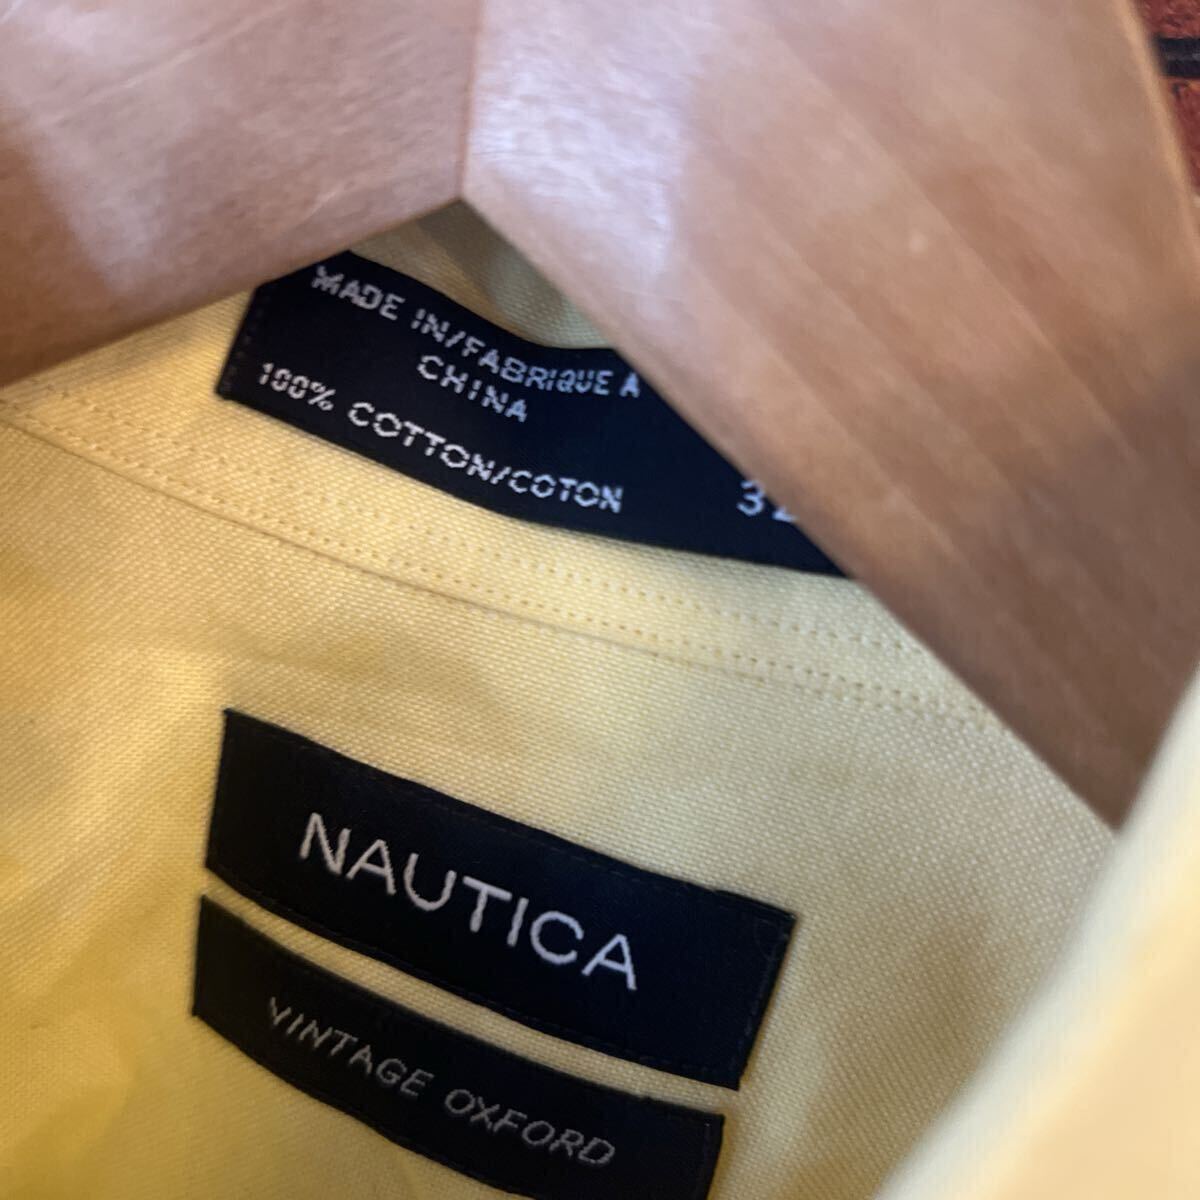 MADE IN/FABRIQUE A
CHINA
100% COTTON/COTON
NAUTICA
VINTAGE OXFORD